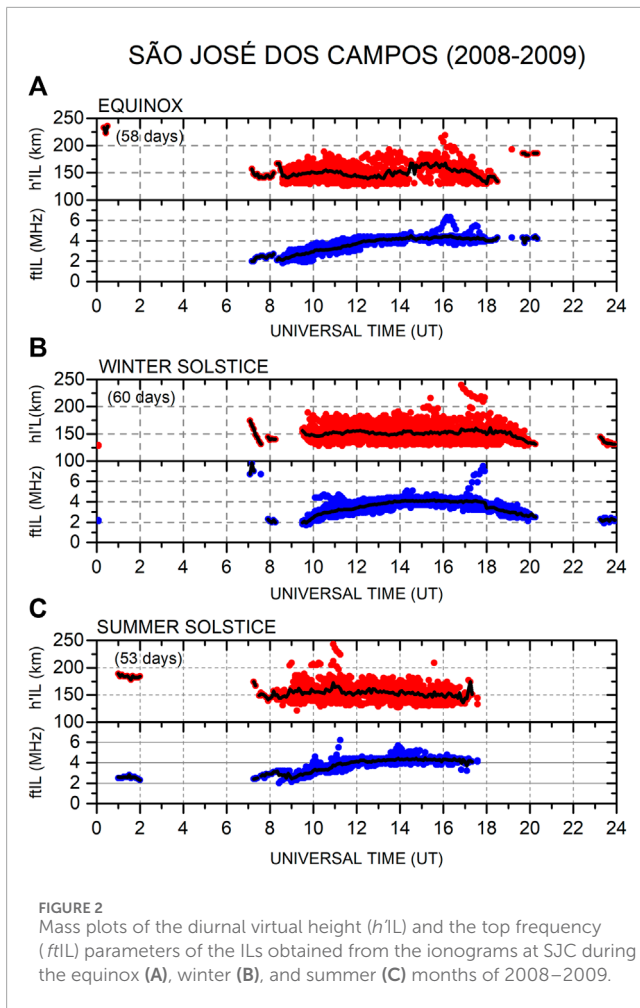 SÃO JOSÉ DOS CAMPOS (2008-2009)
A
EQUINOX
(58 days)
h'IL (km)
250
200
150
100
ftIL (MHz)
6
4
2
0
0 2 4 6 8 10 12 14 16 18 20 22 24
UNIVERSAL TIME (UT)
B
WINTER SOLSTICE
(60 days)
h'IL(km)
250
200
150
100
ftIL (MHz)
6
4
2
0
0 2 4 6 8 10 12 14 16 18 20 22 24
UNIVERSAL TIME (UT)
C
SUMMER SOLSTICE
(53 days)
h'IL (km)
250
200
150
100
ftIL (MHz)
6
4
2
0
0 2 4 6 8 10 12 14 16 18 20 22 24
UNIVERSAL TIME (UT)
FIGURE 2
Mass plots of the diurnal virtual height (h'IL) and the top frequency
(ftIL) parameters of the ILs obtained from the ionograms at SJC during
the equinox (A), winter (B), and summer (C) months of 2008–2009.